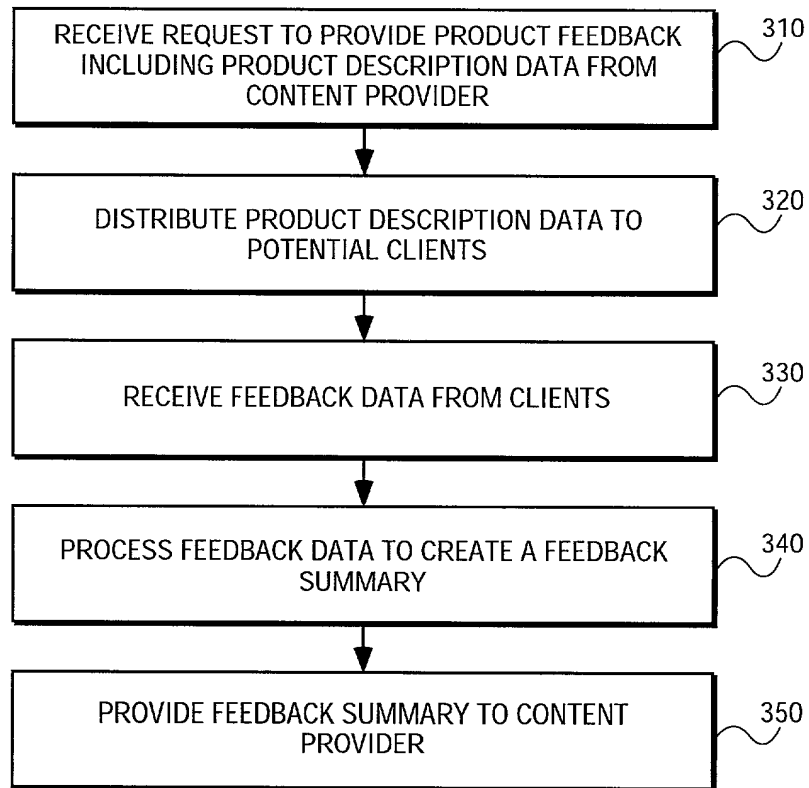 RECEIVE REQUEST TO PROVIDE PRODUCT FEEDBACK
INCLUDING PRODUCT DESCRIPTION DATA FROM
CONTENT PROVIDER
310
DISTRIBUTE PRODUCT DESCRIPTION DATA TO
POTENTIAL CLIENTS
320
RECEIVE FEEDBACK DATA FROM CLIENTS
330
PROCESS FEEDBACK DATA TO CREATE A FEEDBACK
SUMMARY
340
PROVIDE FEEDBACK SUMMARY TO CONTENT
PROVIDER
350